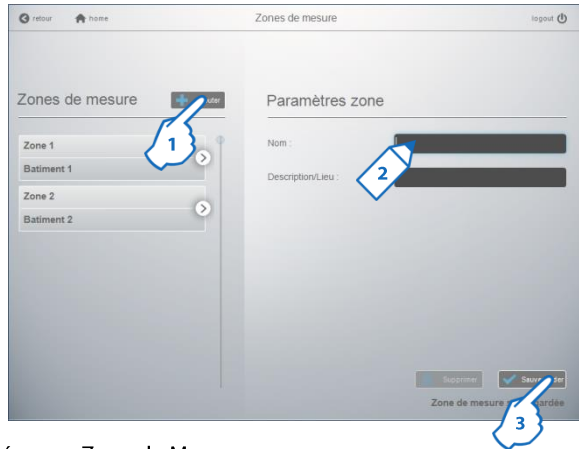 retour
home
Zones de mesure
logout
Zones de mesure
1
Zone 1
Batiment 1
Zone 2
Batiment 2
Paramètres zone
Nom :
2
Description/Lieu :
Supprimer
Zone de mesure
3